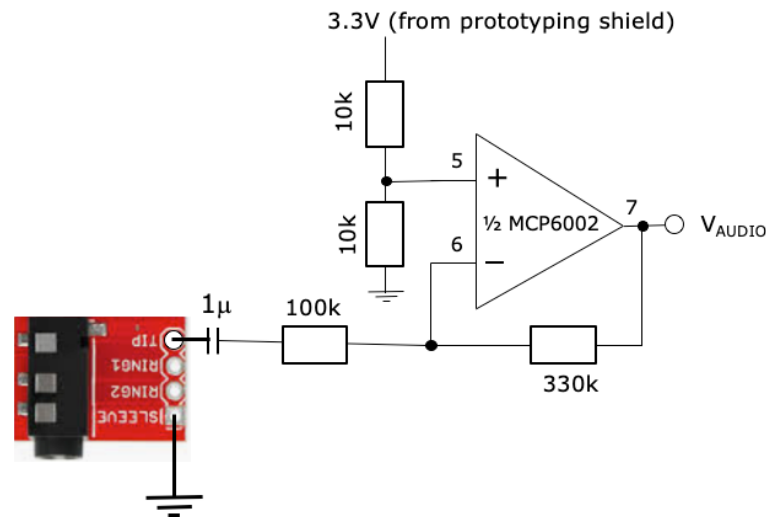 3.3V (from prototyping shield)
10k
5
+
½ MCP6002
7
V_AUDIO
10k
6
−
1μ
100k
330k
TIP
RING1
RING2
SLEEVE